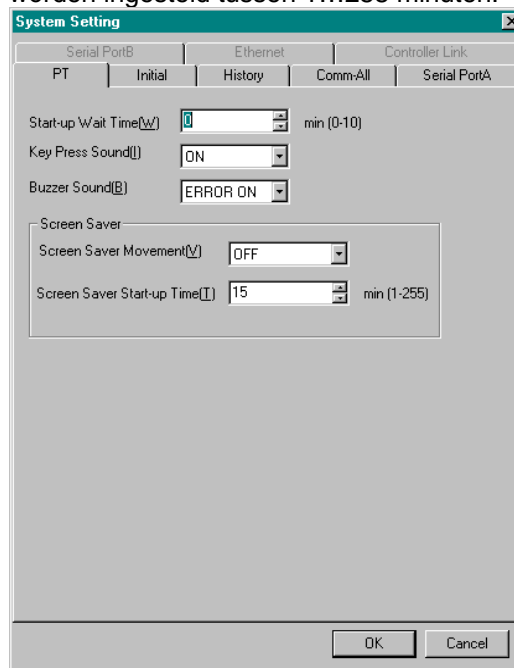 worden ingesteld tussen 1...255 minuten.
System Setting
Serial PortB Ethernet Controller Link
PT Initial History Comm-All Serial PortA
Start-up Wait Time(W) 0 min (0-10)
Key Press Sound(I) ON
Buzzer Sound(B) ERROR ON
Screen Saver
Screen Saver Movement(V) OFF
Screen Saver Start-up Time(T) 15 min (1-255)
OK Cancel